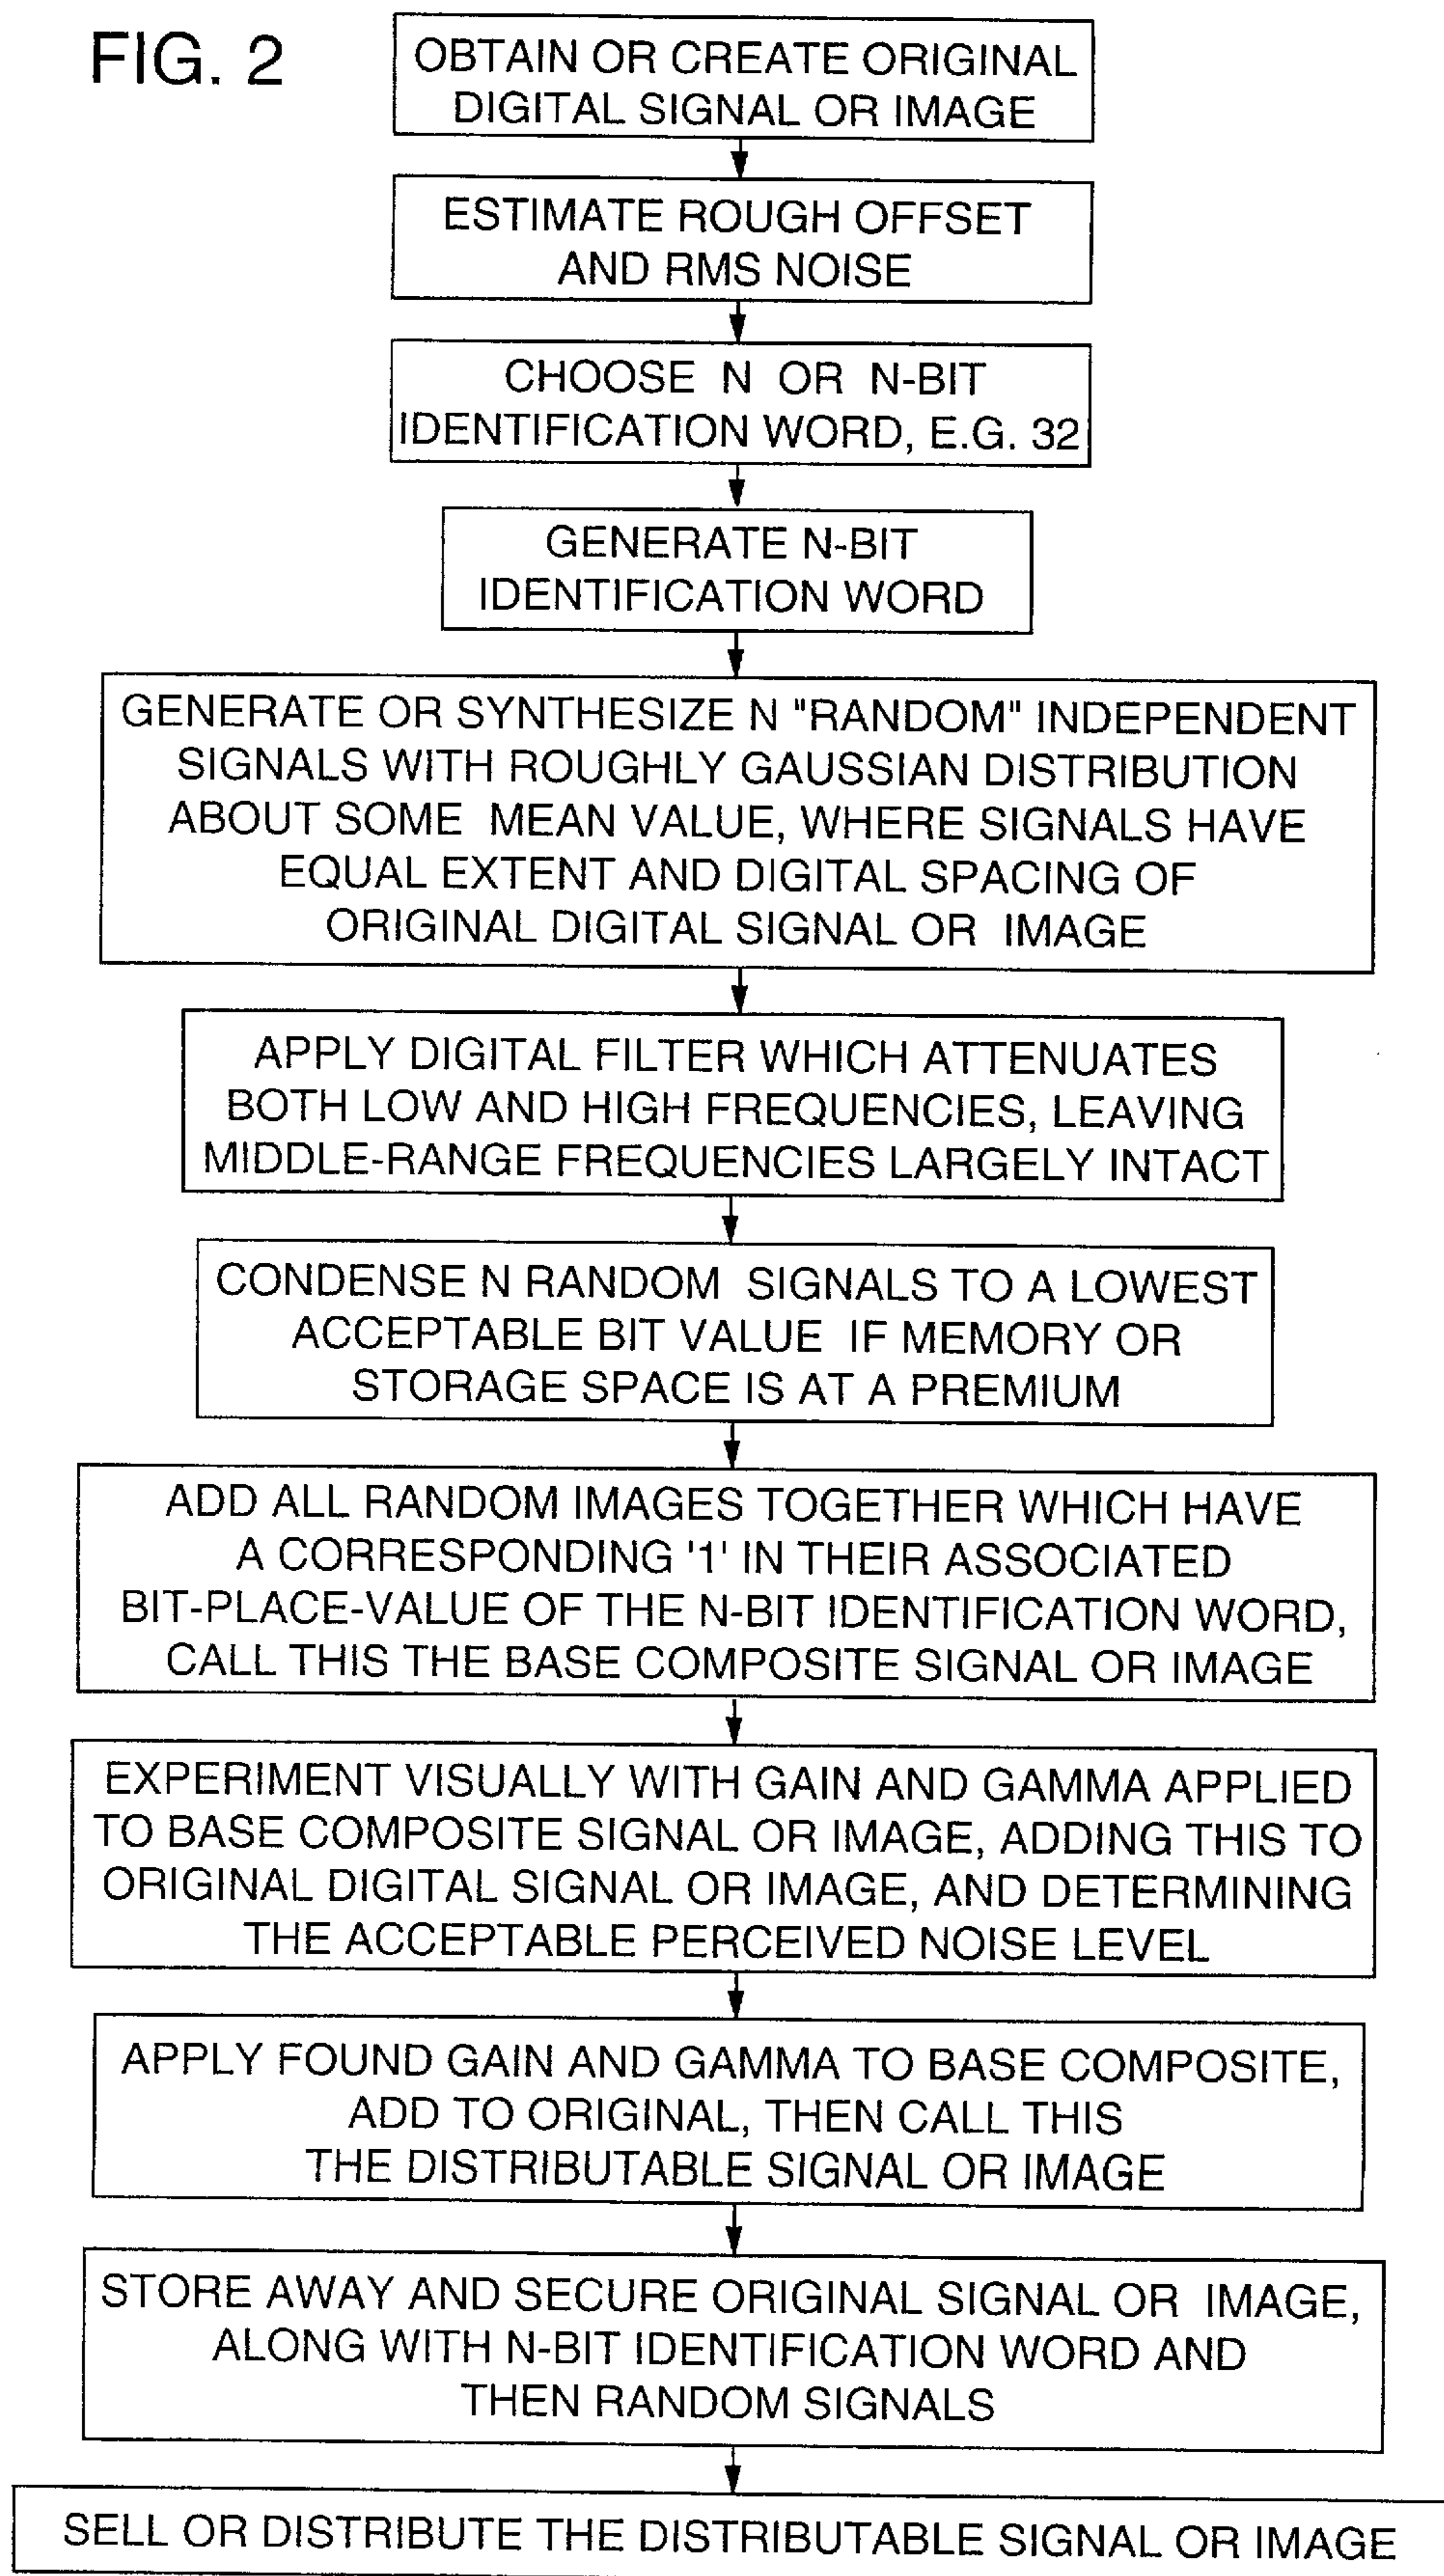 FIG. 2
OBTAIN OR CREATE ORIGINAL
DIGITAL SIGNAL OR IMAGE
ESTIMATE ROUGH OFFSET
AND RMS NOISE
CHOOSE N OR N-BIT
IDENTIFICATION WORD, E.G. 32
GENERATE N-BIT
IDENTIFICATION WORD
GENERATE OR SYNTHESIZE N "RANDOM" INDEPENDENT
SIGNALS WITH ROUGHLY GAUSSIAN DISTRIBUTION
ABOUT SOME MEAN VALUE, WHERE SIGNALS HAVE
EQUAL EXTENT AND DIGITAL SPACING OF
ORIGINAL DIGITAL SIGNAL OR IMAGE
APPLY DIGITAL FILTER WHICH ATTENUATES
BOTH LOW AND HIGH FREQUENCIES, LEAVING
MIDDLE-RANGE FREQUENCIES LARGELY INTACT
CONDENSE N RANDOM SIGNALS TO A LOWEST
ACCEPTABLE BIT VALUE IF MEMORY OR
STORAGE SPACE IS AT A PREMIUM
ADD ALL RANDOM IMAGES TOGETHER WHICH HAVE
A CORRESPONDING '1' IN THEIR ASSOCIATED
BIT-PLACE-VALUE OF THE N-BIT IDENTIFICATION WORD,
CALL THIS THE BASE COMPOSITE SIGNAL OR IMAGE
EXPERIMENT VISUALLY WITH GAIN AND GAMMA APPLIED
TO BASE COMPOSITE SIGNAL OR IMAGE, ADDING THIS TO
ORIGINAL DIGITAL SIGNAL OR IMAGE, AND DETERMINING
THE ACCEPTABLE PERCEIVED NOISE LEVEL
APPLY FOUND GAIN AND GAMMA TO BASE COMPOSITE,
ADD TO ORIGINAL, THEN CALL THIS
THE DISTRIBUTABLE SIGNAL OR IMAGE
STORE AWAY AND SECURE ORIGINAL SIGNAL OR IMAGE,
ALONG WITH N-BIT IDENTIFICATION WORD AND
THEN RANDOM SIGNALS
SELL OR DISTRIBUTE THE DISTRIBUTABLE SIGNAL OR IMAGE